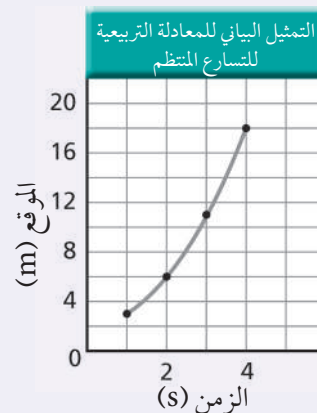 التمثيل البياني للمعادلة التربيعية
للتسارع المنتظم
20
16
12
8
4
0
2 4
الموقع (m)
الزمن (s)